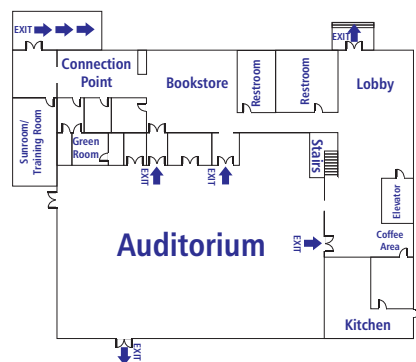 EXIT
EXIT
Connection
Point
Bookstore
Restroom
Restroom
Lobby
Sunroom/
Training Room
Green
Room
Stairs
EXIT
EXIT
Elevator
Auditorium
EXIT
Coffee
Area
Kitchen
EXIT